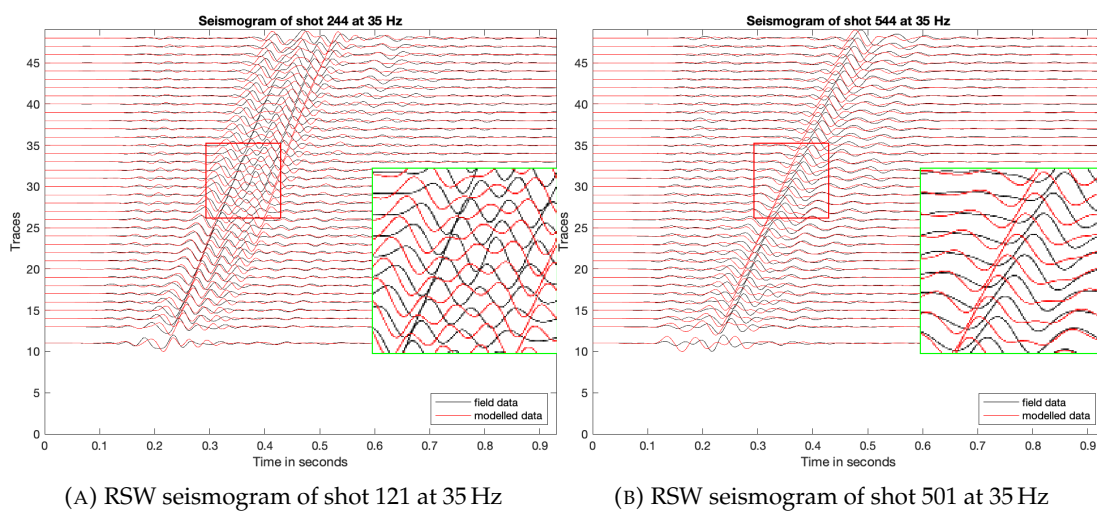 Seismogram of shot 244 at 35 Hz
Traces
45
40
35
30
25
20
15
10
5
0
0 0.1 0.2 0.3 0.4 0.5 0.6 0.7 0.8 0.9
Time in seconds
field data
modelled data
(A) RSW seismogram of shot 121 at 35 Hz
Seismogram of shot 544 at 35 Hz
Traces
45
40
35
30
25
20
15
10
5
0
0 0.1 0.2 0.3 0.4 0.5 0.6 0.7 0.8 0.9
Time in seconds
field data
modelled data
(B) RSW seismogram of shot 501 at 35 Hz